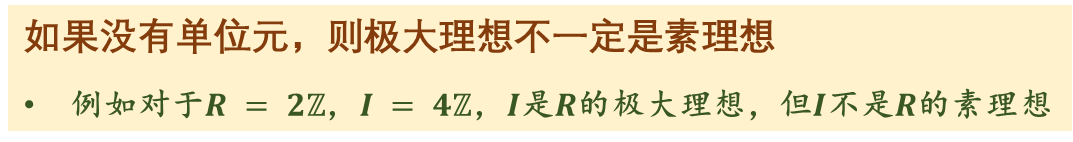 如果没有单位元，则极大理想不一定是素理想
• 例如对于R = 2ℤ，I = 4ℤ，I是R的极大理想，但I不是R的素理想